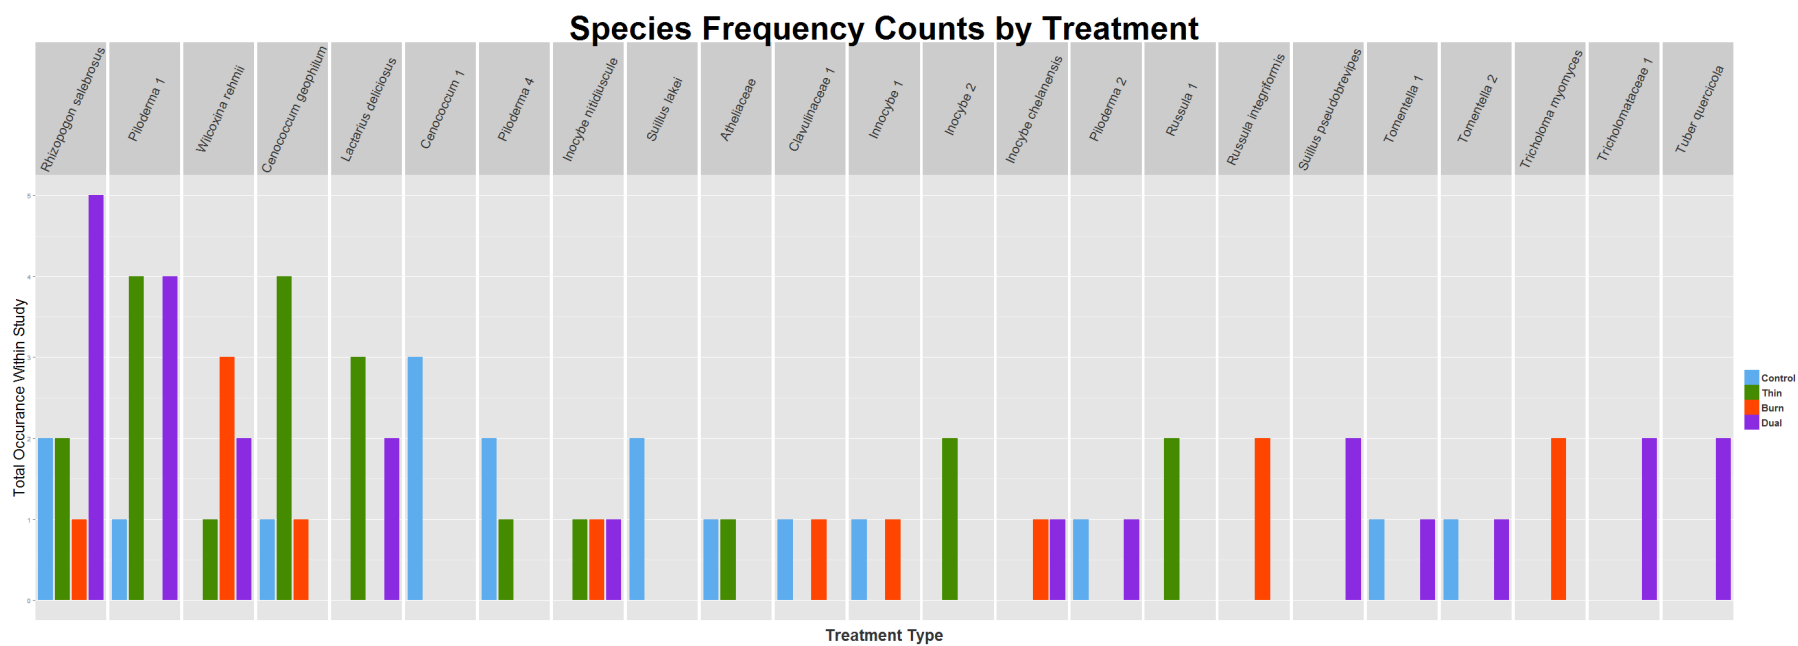 Species Frequency Counts by Treatment
Rhizopogon salebrosus
Piloderma 1
Wilcoxina rehmii
Cenococcum geophilum
Lactarius deliciosus
Cenococcum 1
Piloderma 4
Inocybe nitidiuscule
Suillus lakei
Atheliaceae
Clavulinaceae 1
Innocybe 1
Inocybe 2
Inocybe chelanensis
Piloderma 2
Russula 1
Russula integriformis
Suillus pseudobrevipes
Tomentella 1
Tomentella 2
Tricholoma myomyces
Tricholomataceae 1
Tuber quercicola
Total Occurance Within Study
5
4
3
2
1
0
Control
Thin
Burn
Dual
Treatment Type